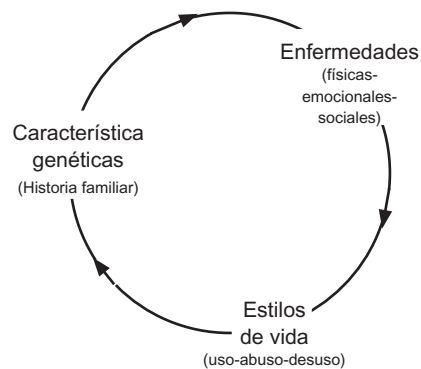 Enfermedades
(físicas-
emocionales-
sociales)
Característica
genéticas
(Historia familiar)
Estilos
de vida
(uso-abuso-desuso)